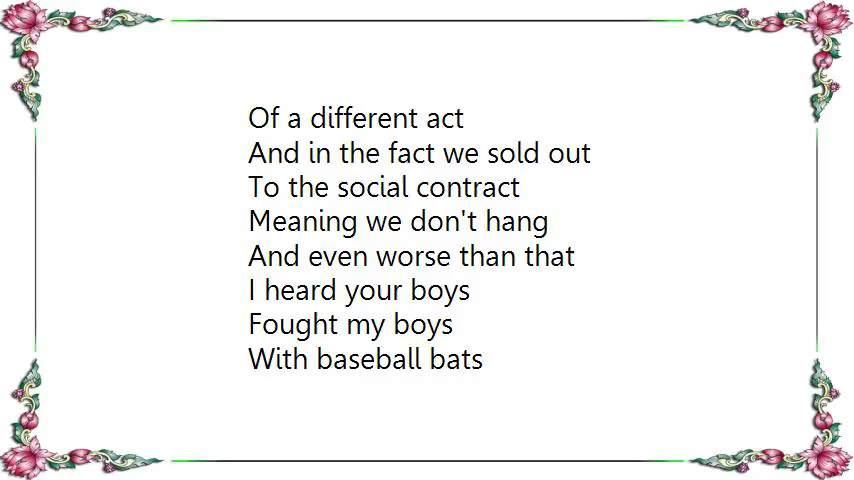 Of a different act
And in the fact we sold out
To the social contract
Meaning we don't hang
And even worse than that
I heard your boys
Fought my boys
With baseball bats